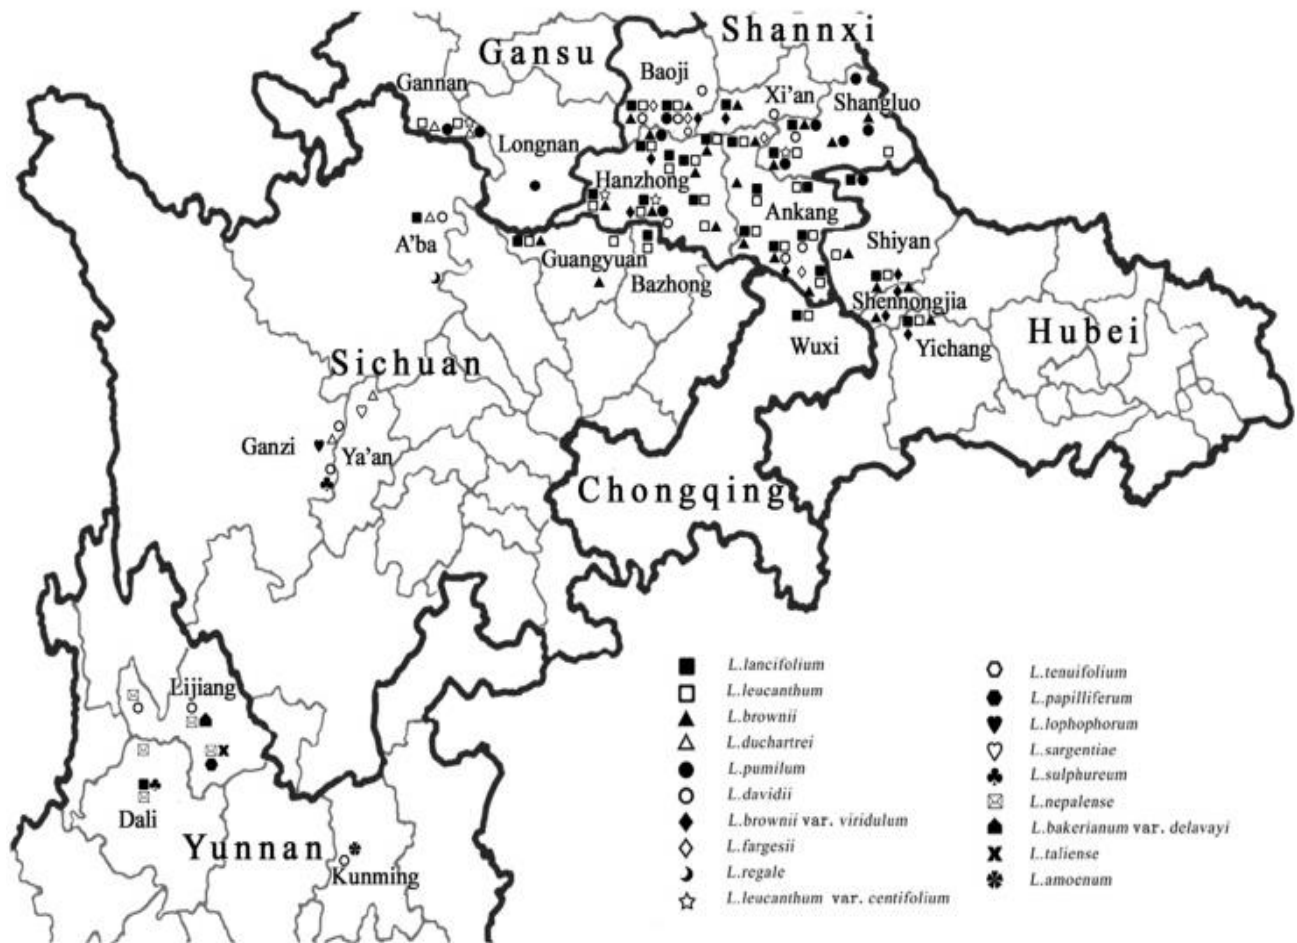 Shannxi
Gansu
Baoji
Gannan
Xi'an
Shangluo
Longnan
Hanzhong
Ankang
A'ba
Shiyan
Guangyuan
Bazhong
Shennongjia
Hubei
Wuxi
Yichang
Sichuan
Ganzi
Ya'an
Chongqing
Lijiang
Dali
Yunnan
Kunming
L.lancifolium
L.leucanthum
L.brownii
L.duchartrei
L.pumilum
L.davidii
L.brownii var. viridulum
L.fargesii
L.regale
L.leucanthum var. centifolium
L.tenuifolium
L.papilliferum
L.lophophorum
L.sargentiae
L.sulphureum
L.nepalense
L.bakerianum var. delavayi
L.taliense
L.amoenum